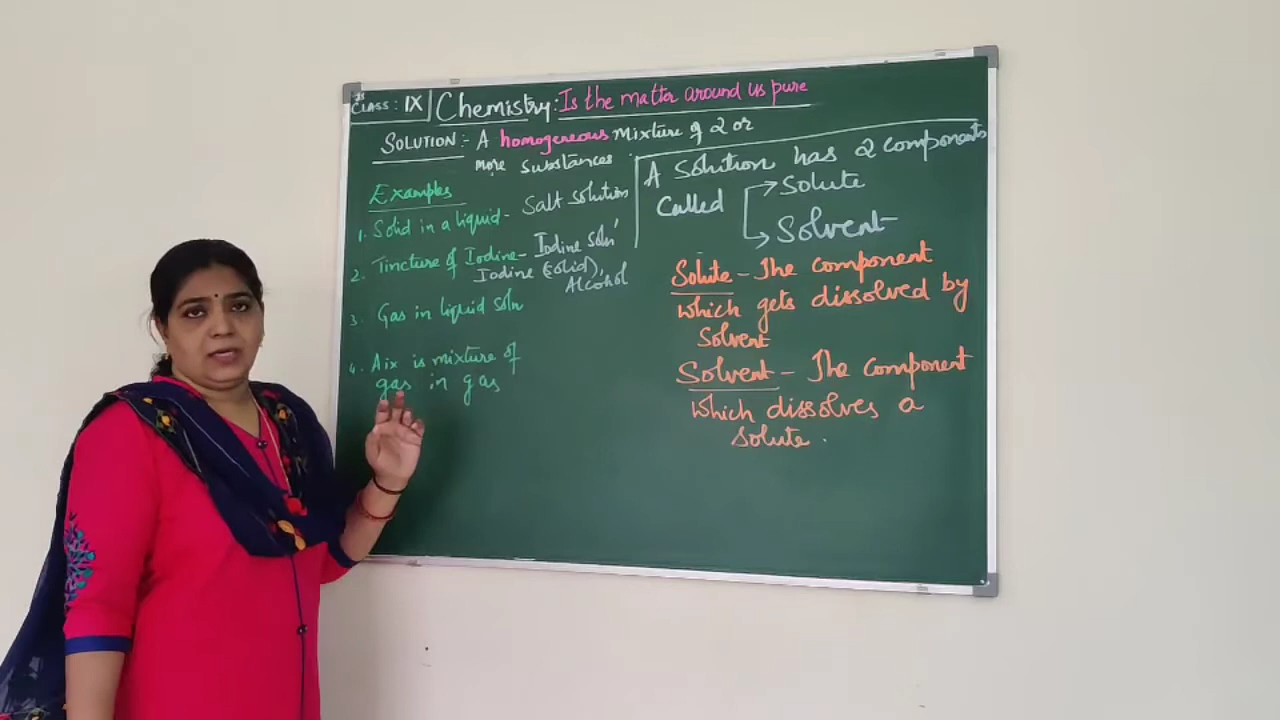 CLASS: IX
Chemistry: Is the matter around us pure
SOLUTION:- A homogeneous mixture of 2 or
more substances.
Examples
1. Solid in a liquid- Salt solution
2. Tincture of Iodine- Iodine soln
Iodine (solid),
Alcohol
3. Gas in liquid soln
4. Air is mixture of
gas in gas
A Solution has 2 components
Called
Solute
Solvent
Solute - The component
which gets dissolved by
Solvent
Solvent - The component
which dissolves a
solute.